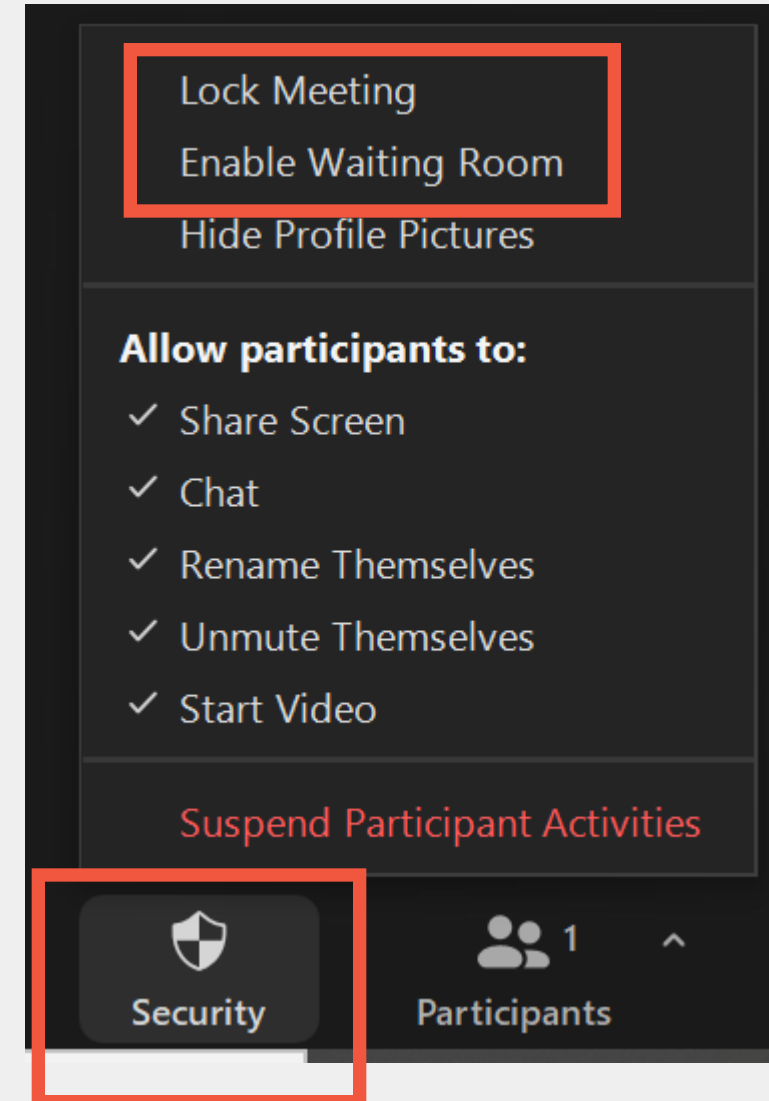 Lock Meeting
Enable Waiting Room
Hide Profile Pictures
Allow participants to:
Share Screen
Chat
Rename Themselves
Unmute Themselves
Start Video
Suspend Participant Activities
1
Security
Participants